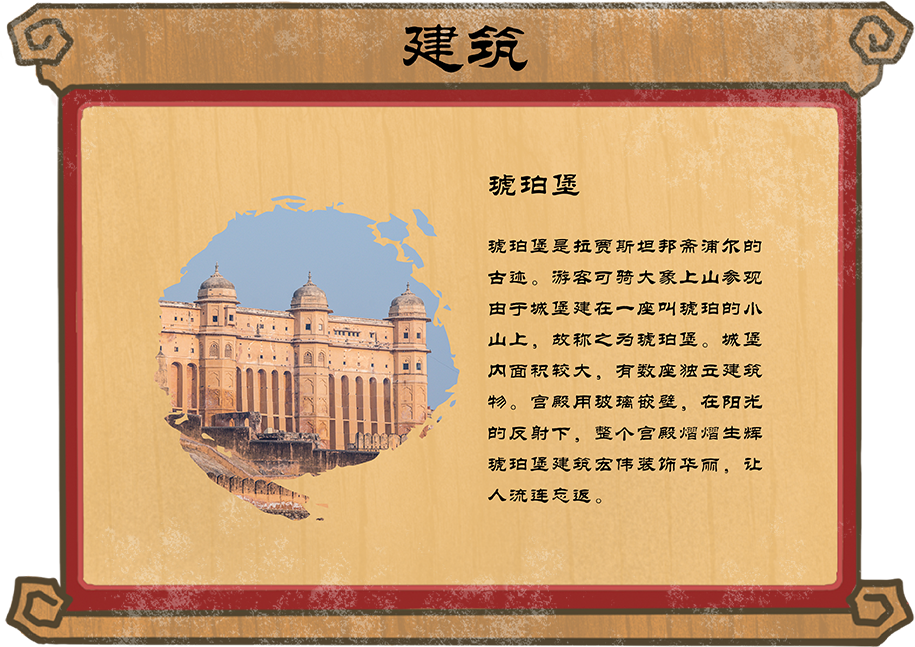 建筑
琥珀堡
琥珀堡是拉贾斯坦邦斋浦尔的
古迹。游客可骑大象上山参观
由于城堡建在一座叫琥珀的小
山上，故称之为琥珀堡。城堡
内面积较大，有数座独立建筑
物。宫殿用玻璃嵌壁，在阳光
的反射下，整个宫殿熠熠生辉
琥珀堡建筑宏伟装饰华丽，让
人流连忘返。